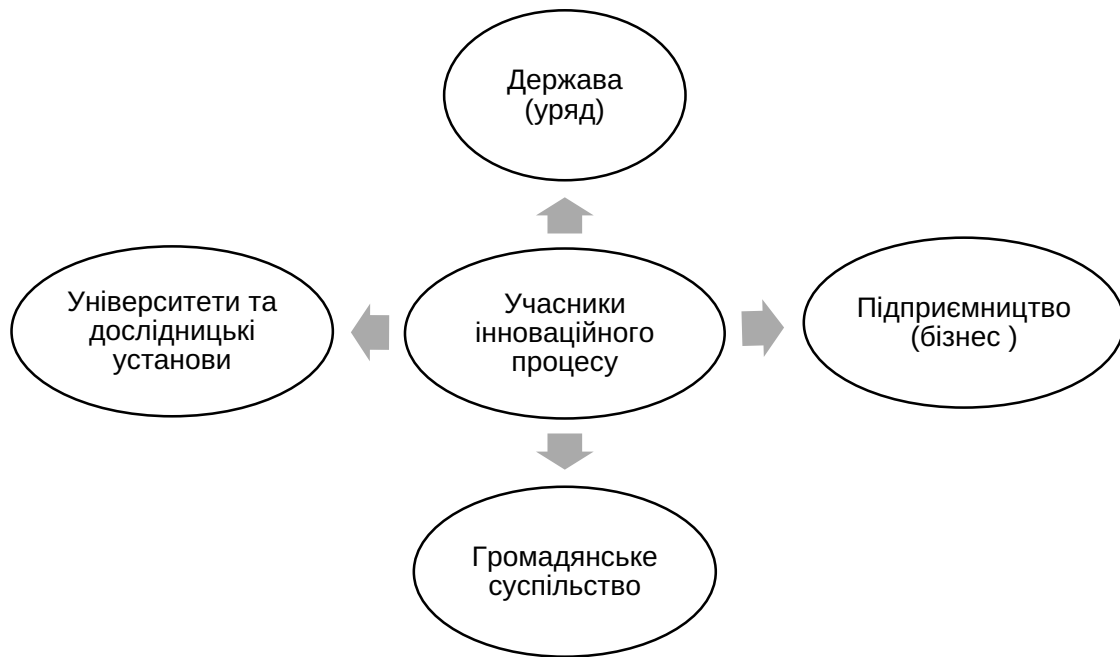 Держава
(уряд)
Університети та
дослідницькі
установи
Учасники
інноваційного
процесу
Підприємництво
(бізнес )
Громадянське
суспільство